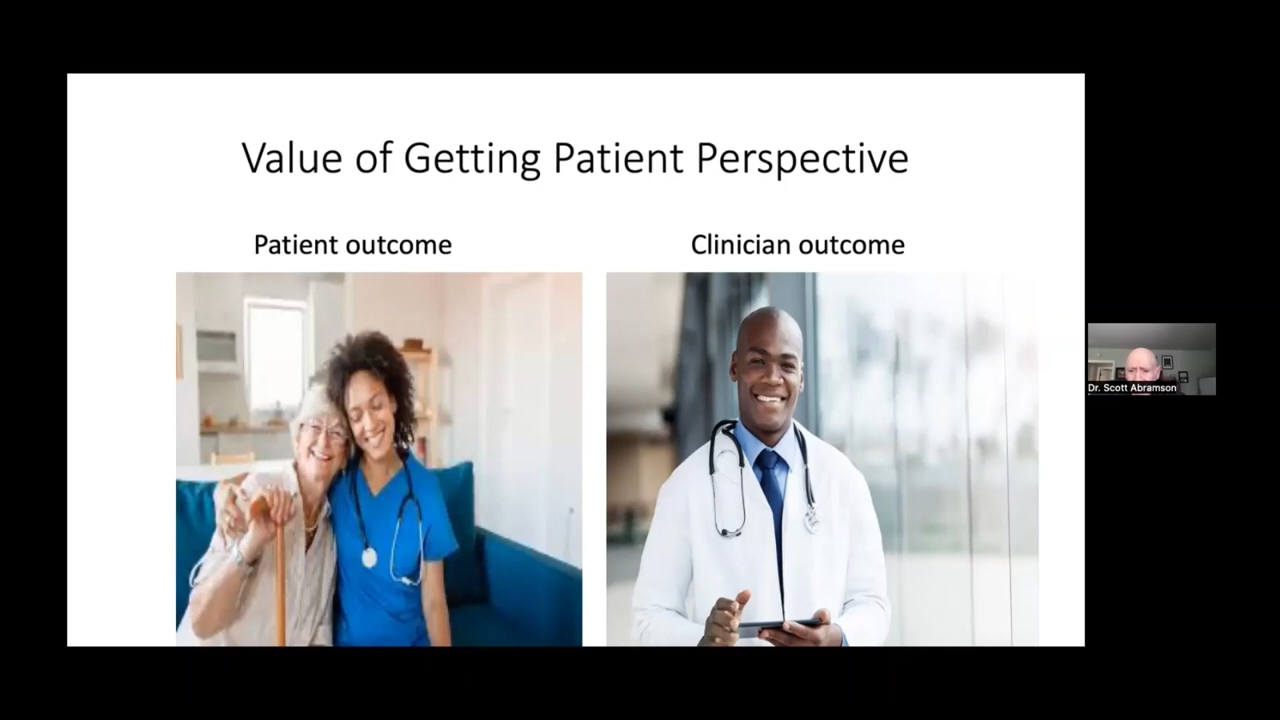 Value of Getting Patient Perspective
Patient outcome
Clinician outcome
Dr. Scott Abramson